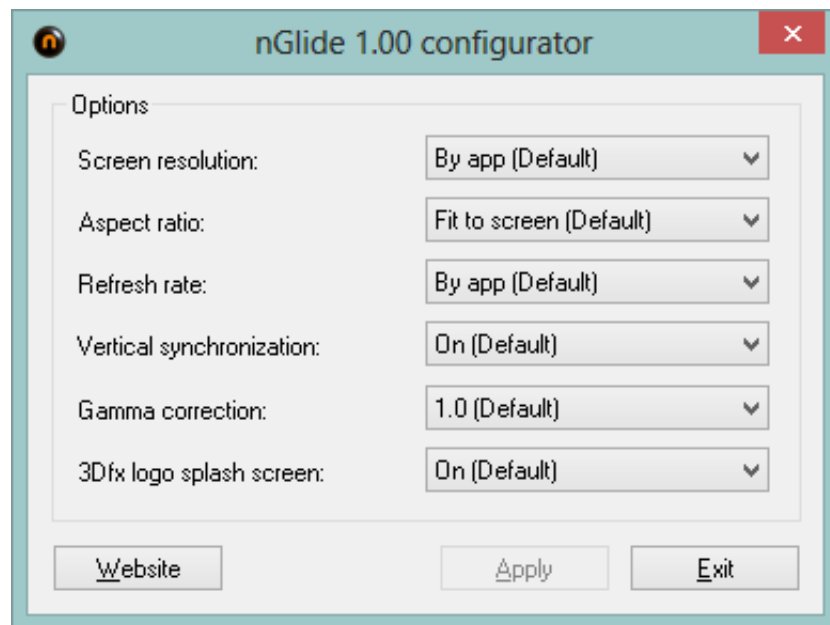 nGlide 1.00 configurator
Options
Screen resolution: By app (Default)
Aspect ratio: Fit to screen (Default)
Refresh rate: By app (Default)
Vertical synchronization: On (Default)
Gamma correction: 1.0 (Default)
3Dfx logo splash screen: On (Default)
Website Apply Exit